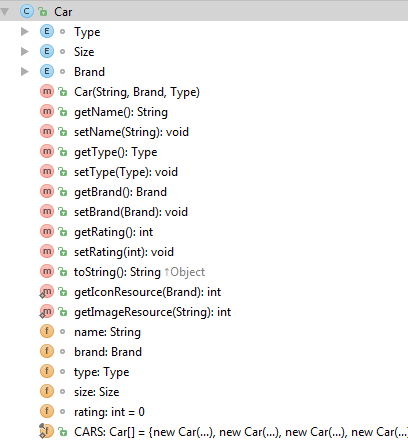 C Car
E Type
E Size
E Brand
m Car(String, Brand, Type)
m getName(): String
m setName(String): void
m getType(): Type
m setType(Type): void
m getBrand(): Brand
m setBrand(Brand): void
m getRating(): int
m setRating(int): void
m toString(): String ↑Object
m getIconResource(Brand): int
m getImageResource(String): int
f name: String
f brand: Brand
f type: Type
f size: Size
f rating: int = 0
f CARS: Car[] = {new Car(...), new Car(...), new Car(...), new Car(...